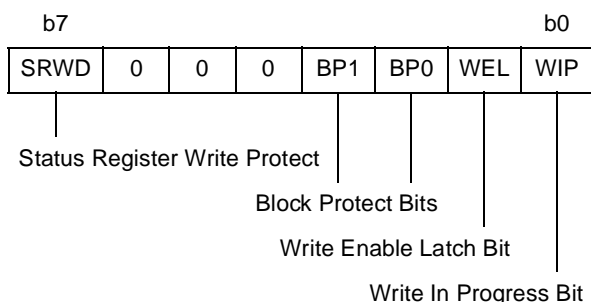 b7 b0
SRWD 0 0 0 BP1 BP0 WEL WIP
Status Register Write Protect
Block Protect Bits
Write Enable Latch Bit
Write In Progress Bit